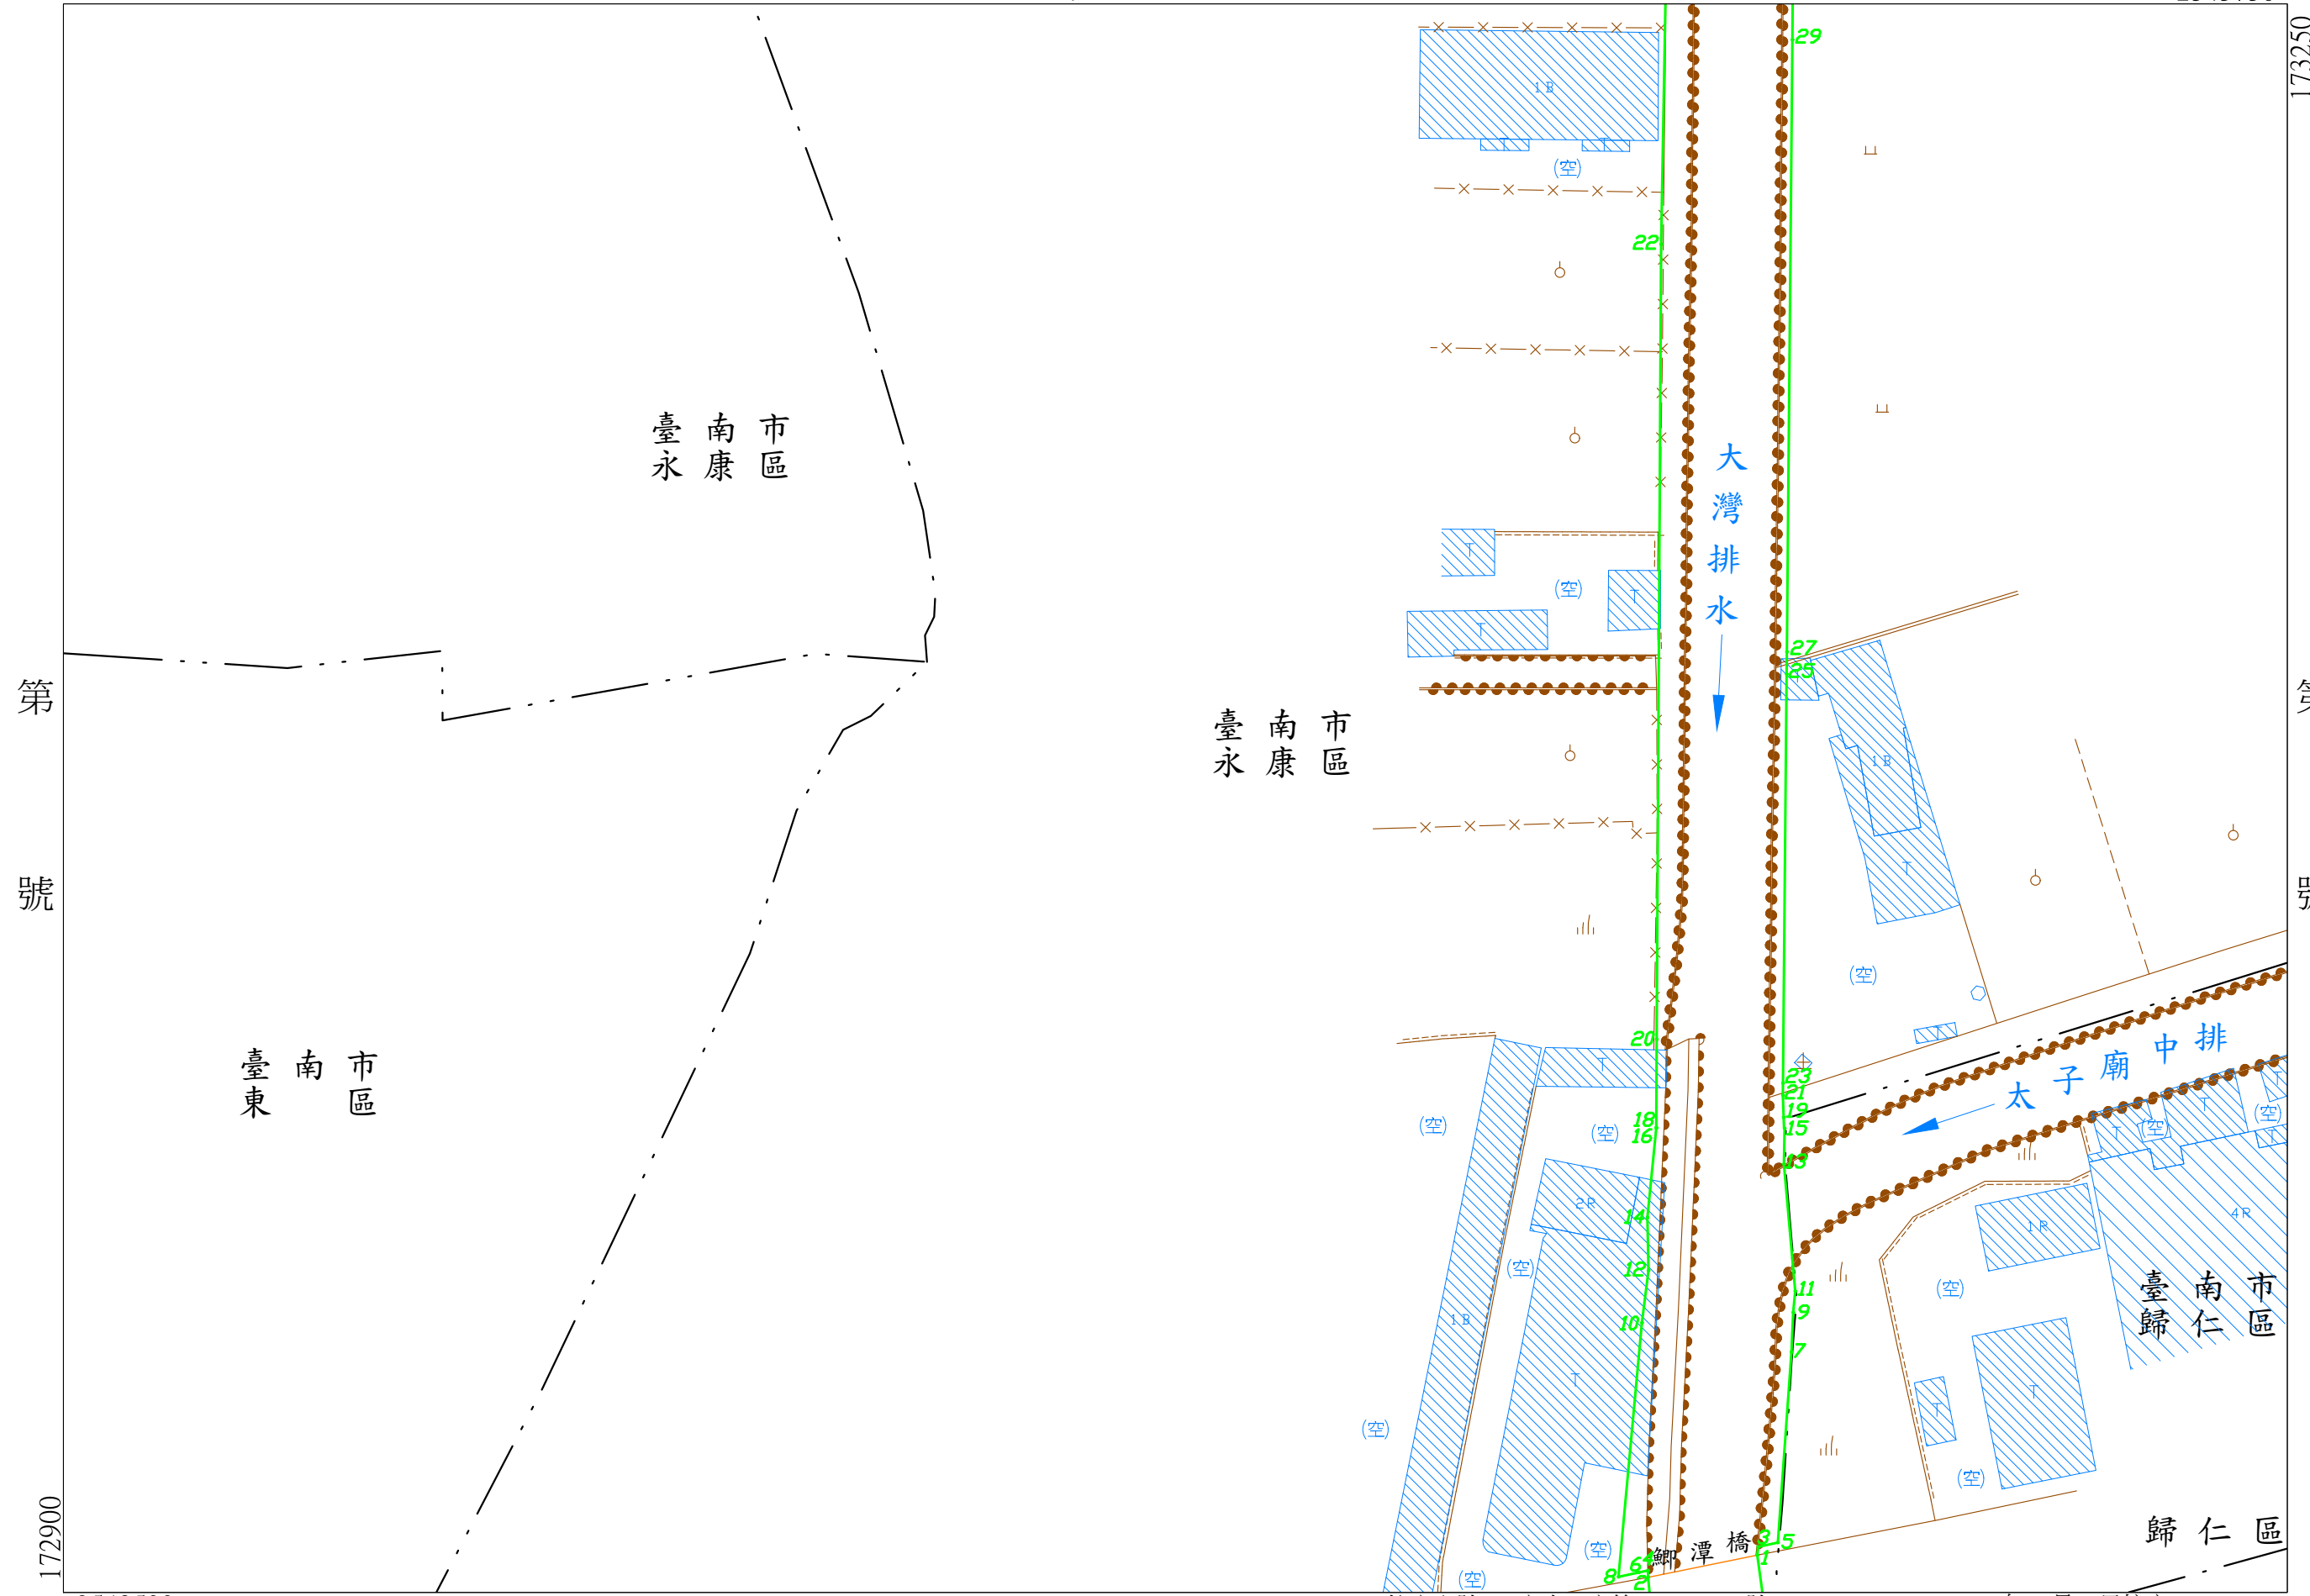 173250
29
1B
T
T
(空)
22
臺南市
永康區
大灣排水
T
(空)
T
T
27
25
第
臺南市
永康區
1B
T
號
(空)
20
T
T
23
21
19
15
13
太子廟中排
臺南市
東區
(空)
(空)
18
16
T
T
T
T
(空)
(空)
14
2R
1R
4R
12
(空)
(空)
11
9
臺南市
歸仁區
10
1B
7
T
T
T
(空)
(空)
172900
歸仁區
鯽潭橋
3
5
1
(空)
6
4
8
2
(空)